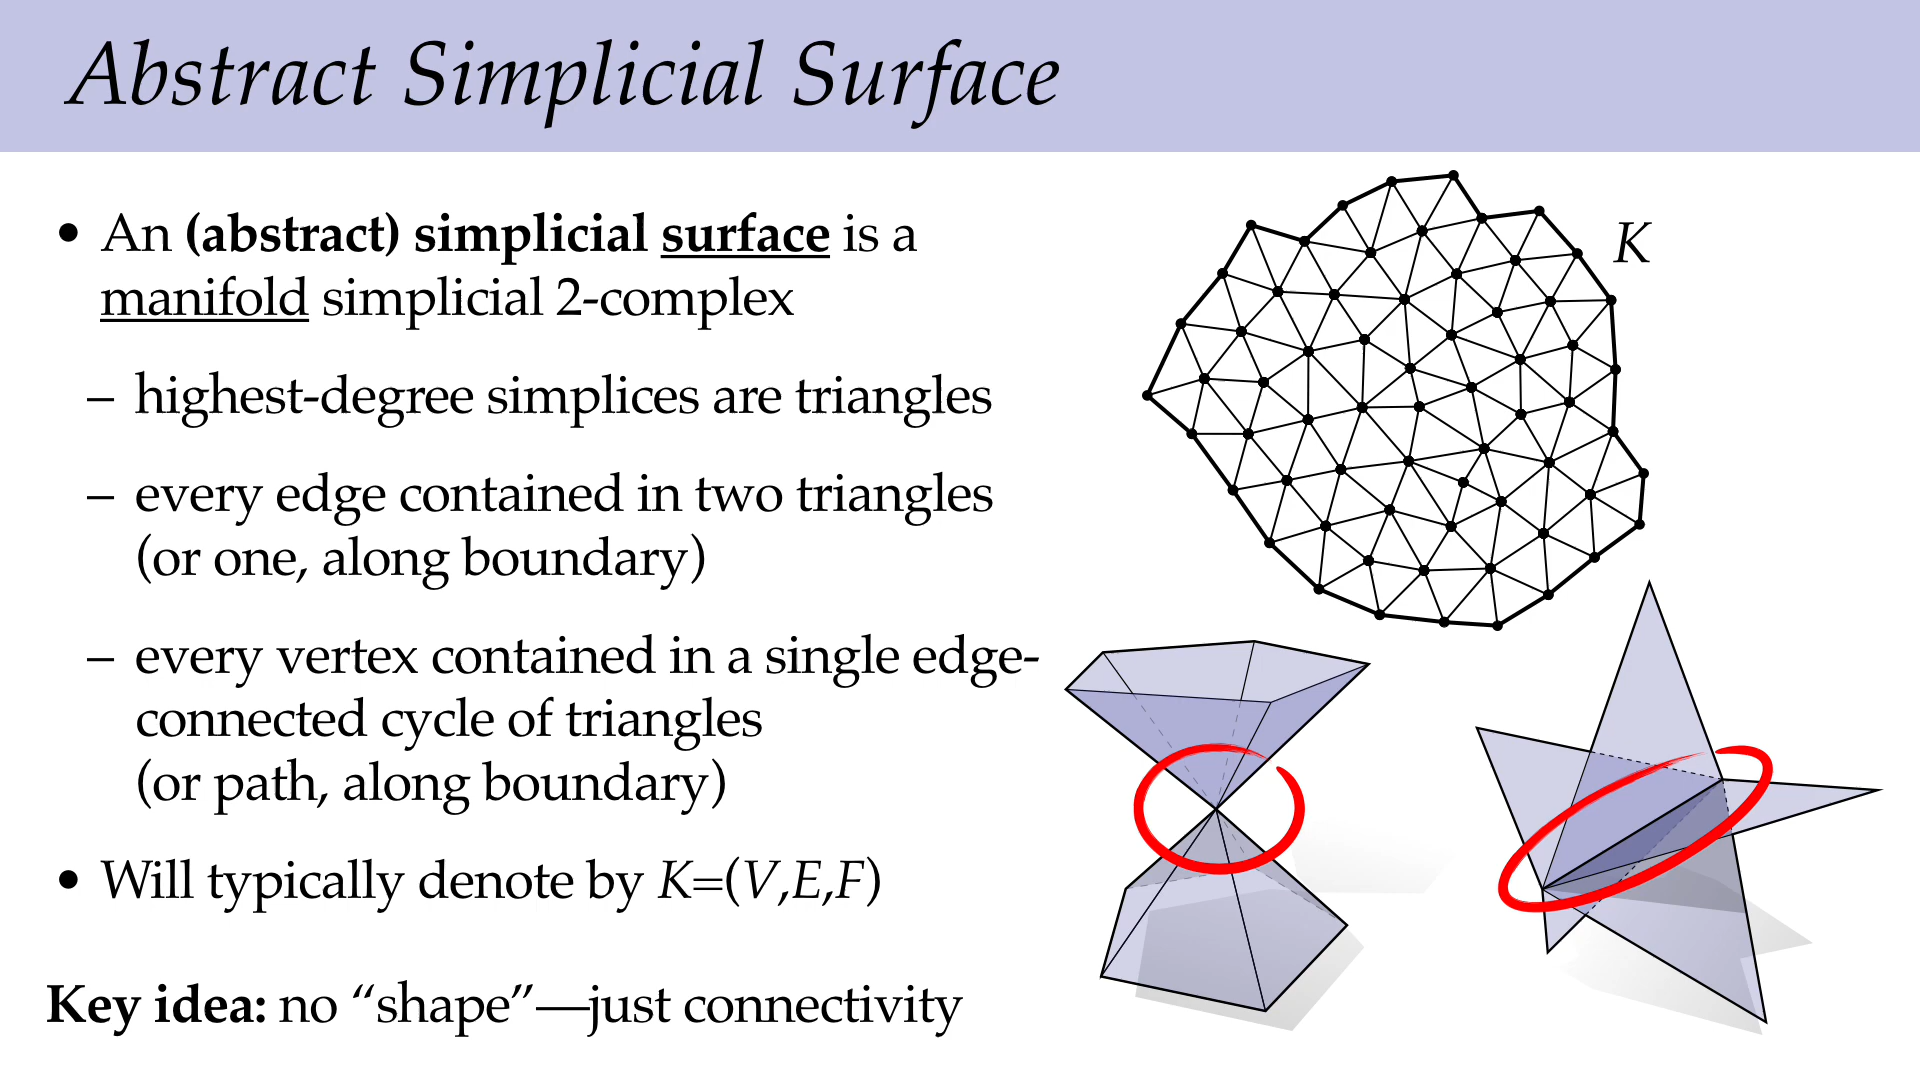 Abstract Simplicial Surface
• An (abstract) simplicial surface is a
manifold simplicial 2-complex
– highest-degree simplices are triangles
– every edge contained in two triangles
(or one, along boundary)
– every vertex contained in a single edge-
connected cycle of triangles
(or path, along boundary)
• Will typically denote by K=(V,E,F)
Key idea: no “shape”—just connectivity
K